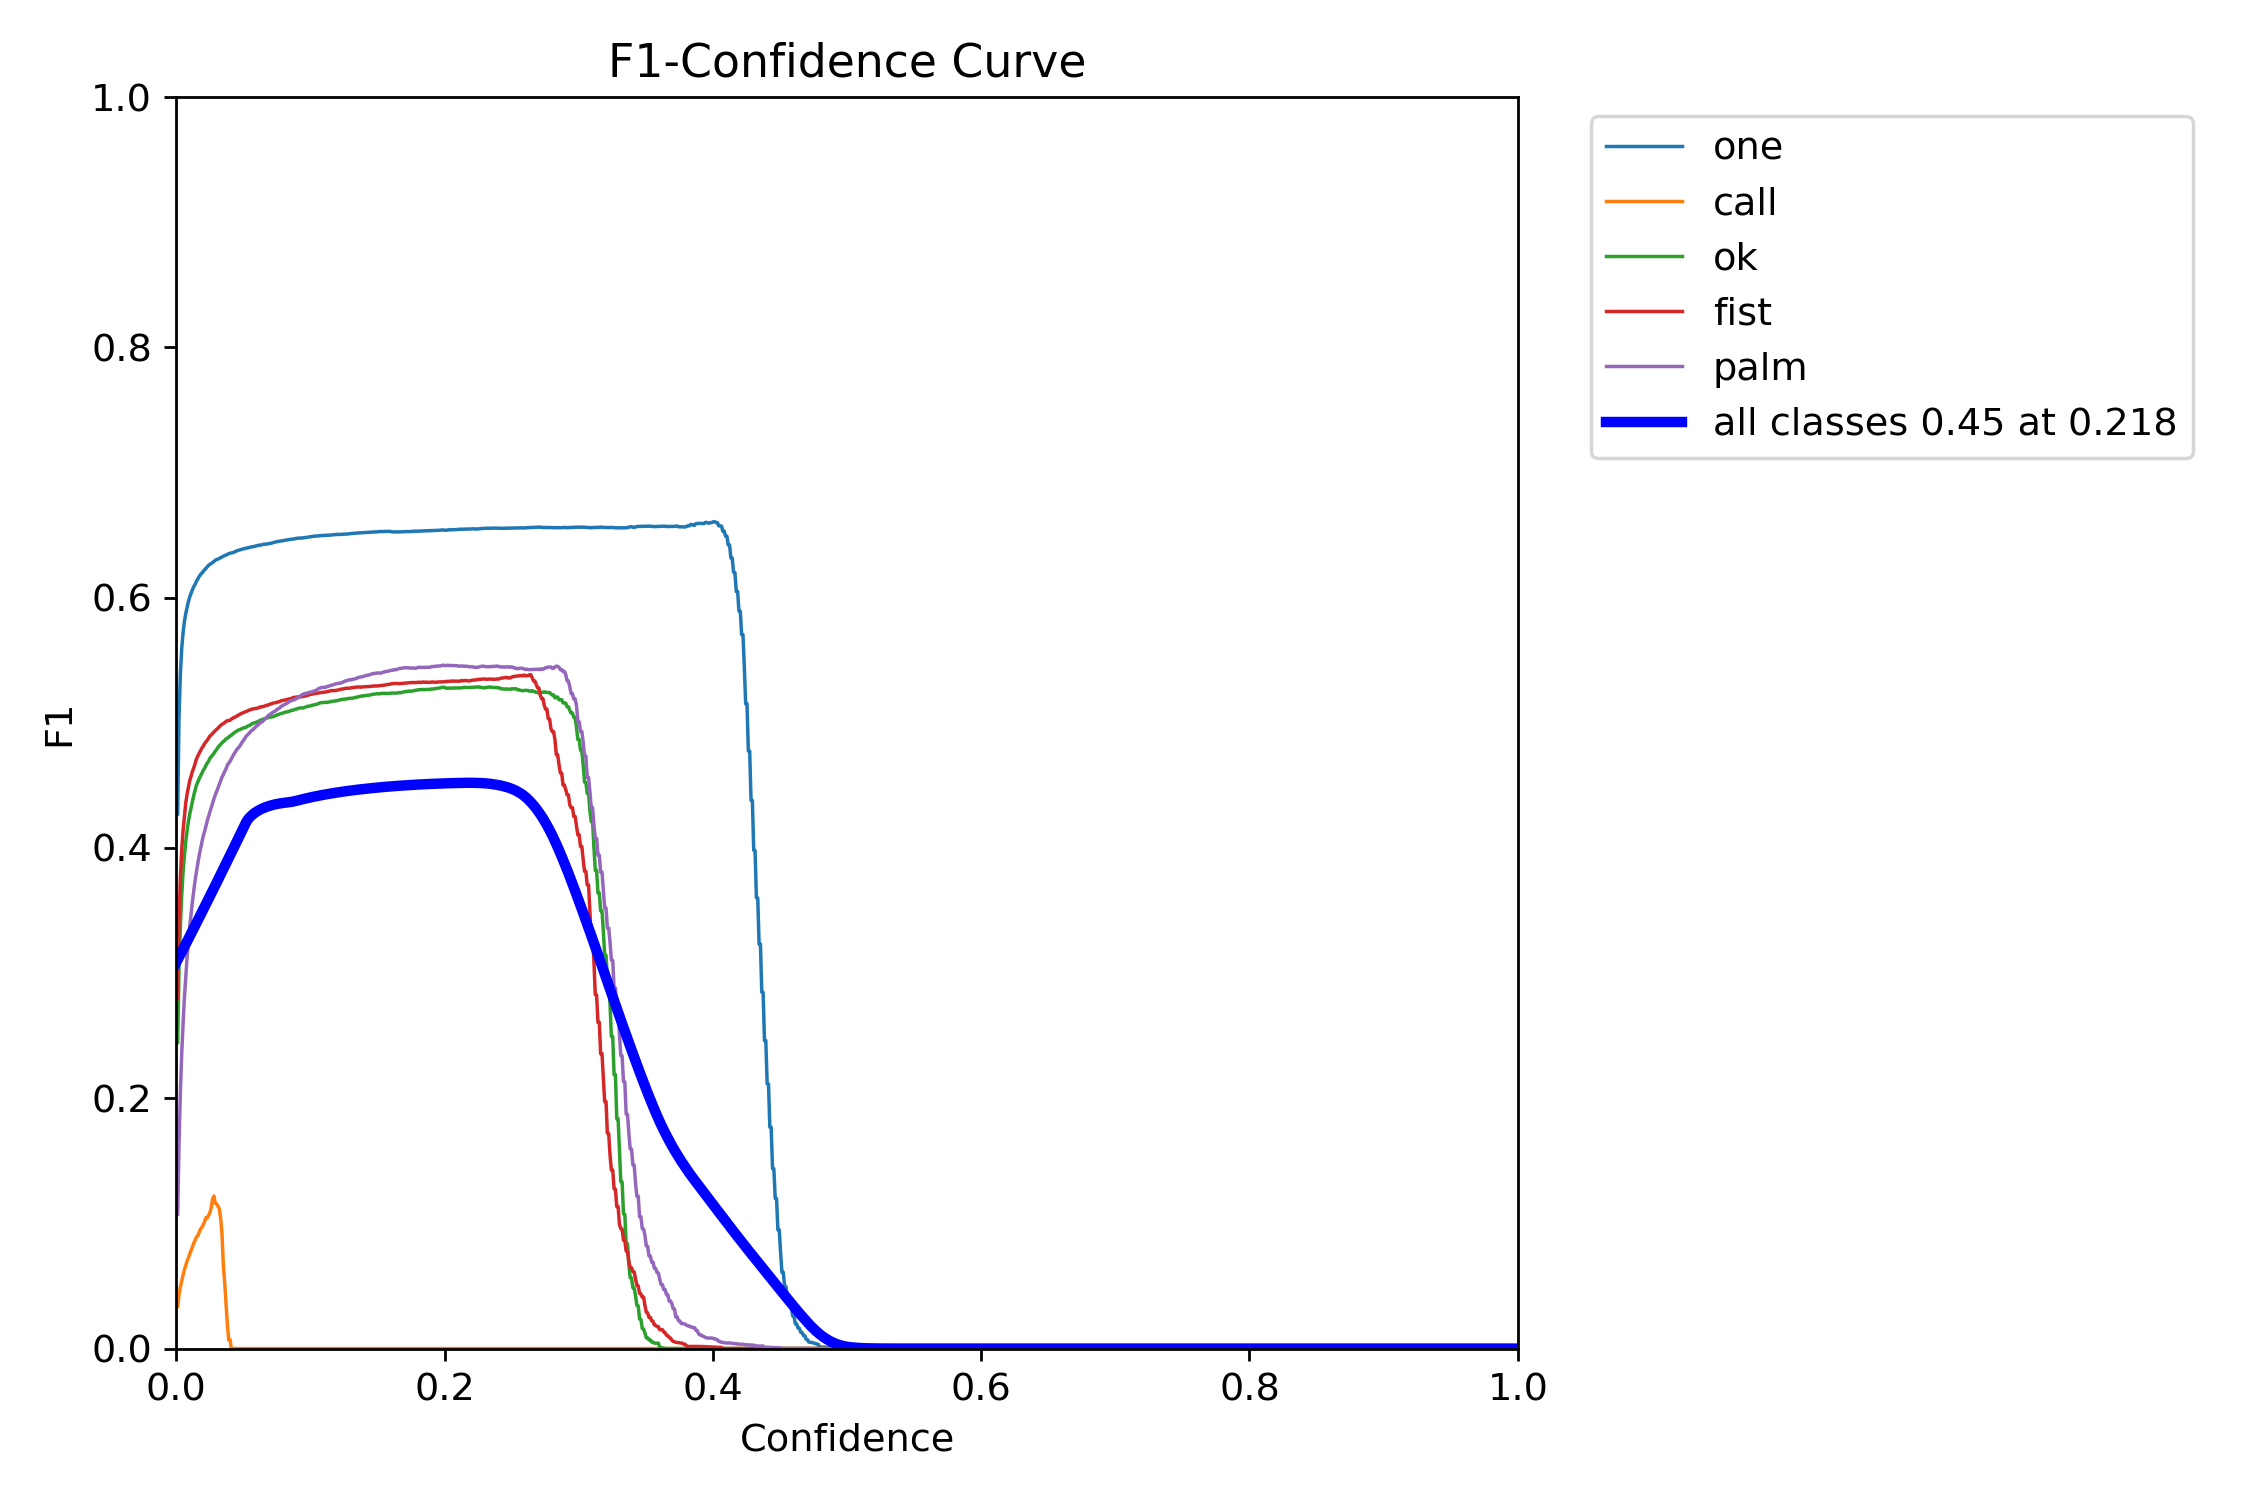 F1-Confidence Curve
1.0
0.8
0.6
0.4
0.2
0.0
F1
0.0 0.2 0.4 0.6 0.8 1.0
Confidence
one
call
ok
fist
palm
all classes 0.45 at 0.218